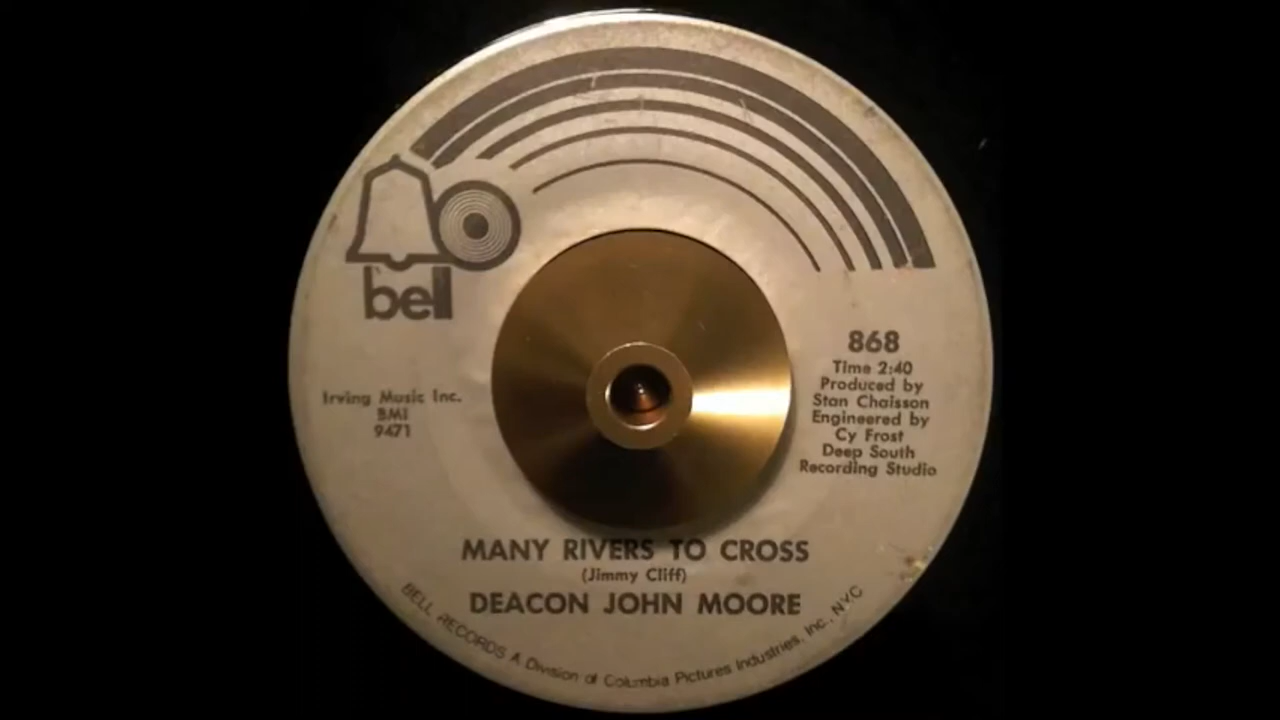 bell
868
Time 2:40
Produced by
Stan Chaisson
Engineered by
Cy Frost
Deep South
Recording Studio
Irving Music Inc.
BMI
9471
MANY RIVERS TO CROSS
(Jimmy Cliff)
DEACON JOHN MOORE
BELL RECORDS A Division of Columbia Pictures Industries, Inc., NYC